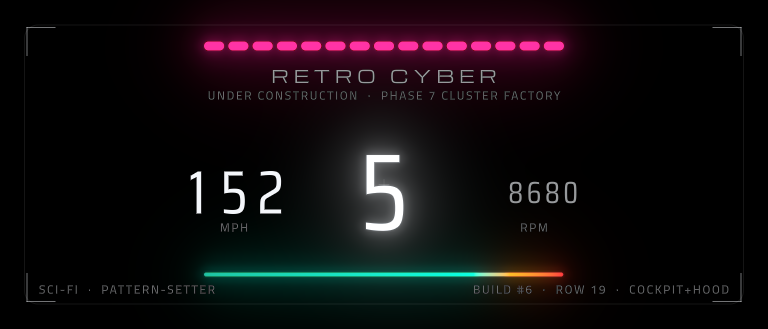 RETRO CYBER
UNDER CONSTRUCTION · PHASE 7 CLUSTER FACTORY
152 5 8680
MPH RPM
SCI-FI · PATTERN-SETTER BUILD #6 · ROW 19 · COCKPIT+HOOD